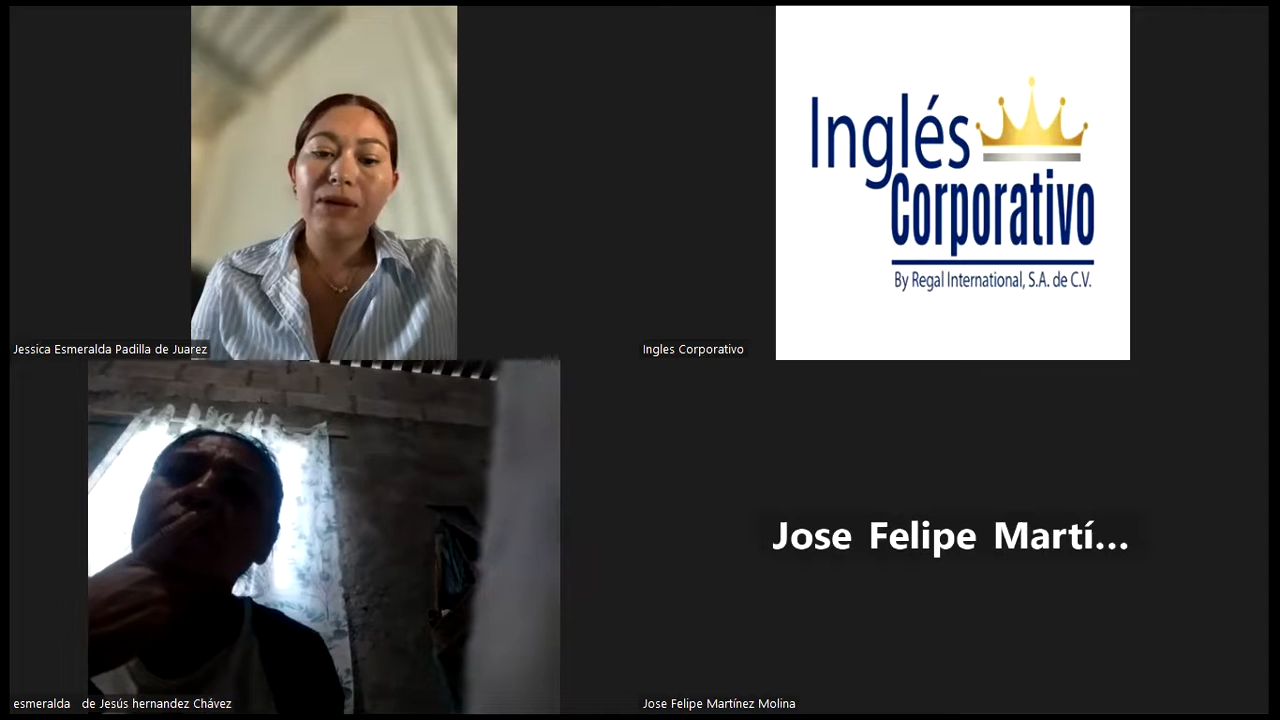 Inglés
Corporativo
By Regal International, S.A. de C.V.
Jessica Esmeralda Padilla de Juarez
Ingles Corporativo
Jose Felipe Martí...
esmeralda de Jesús hernandez Chávez
Jose Felipe Martínez Molina